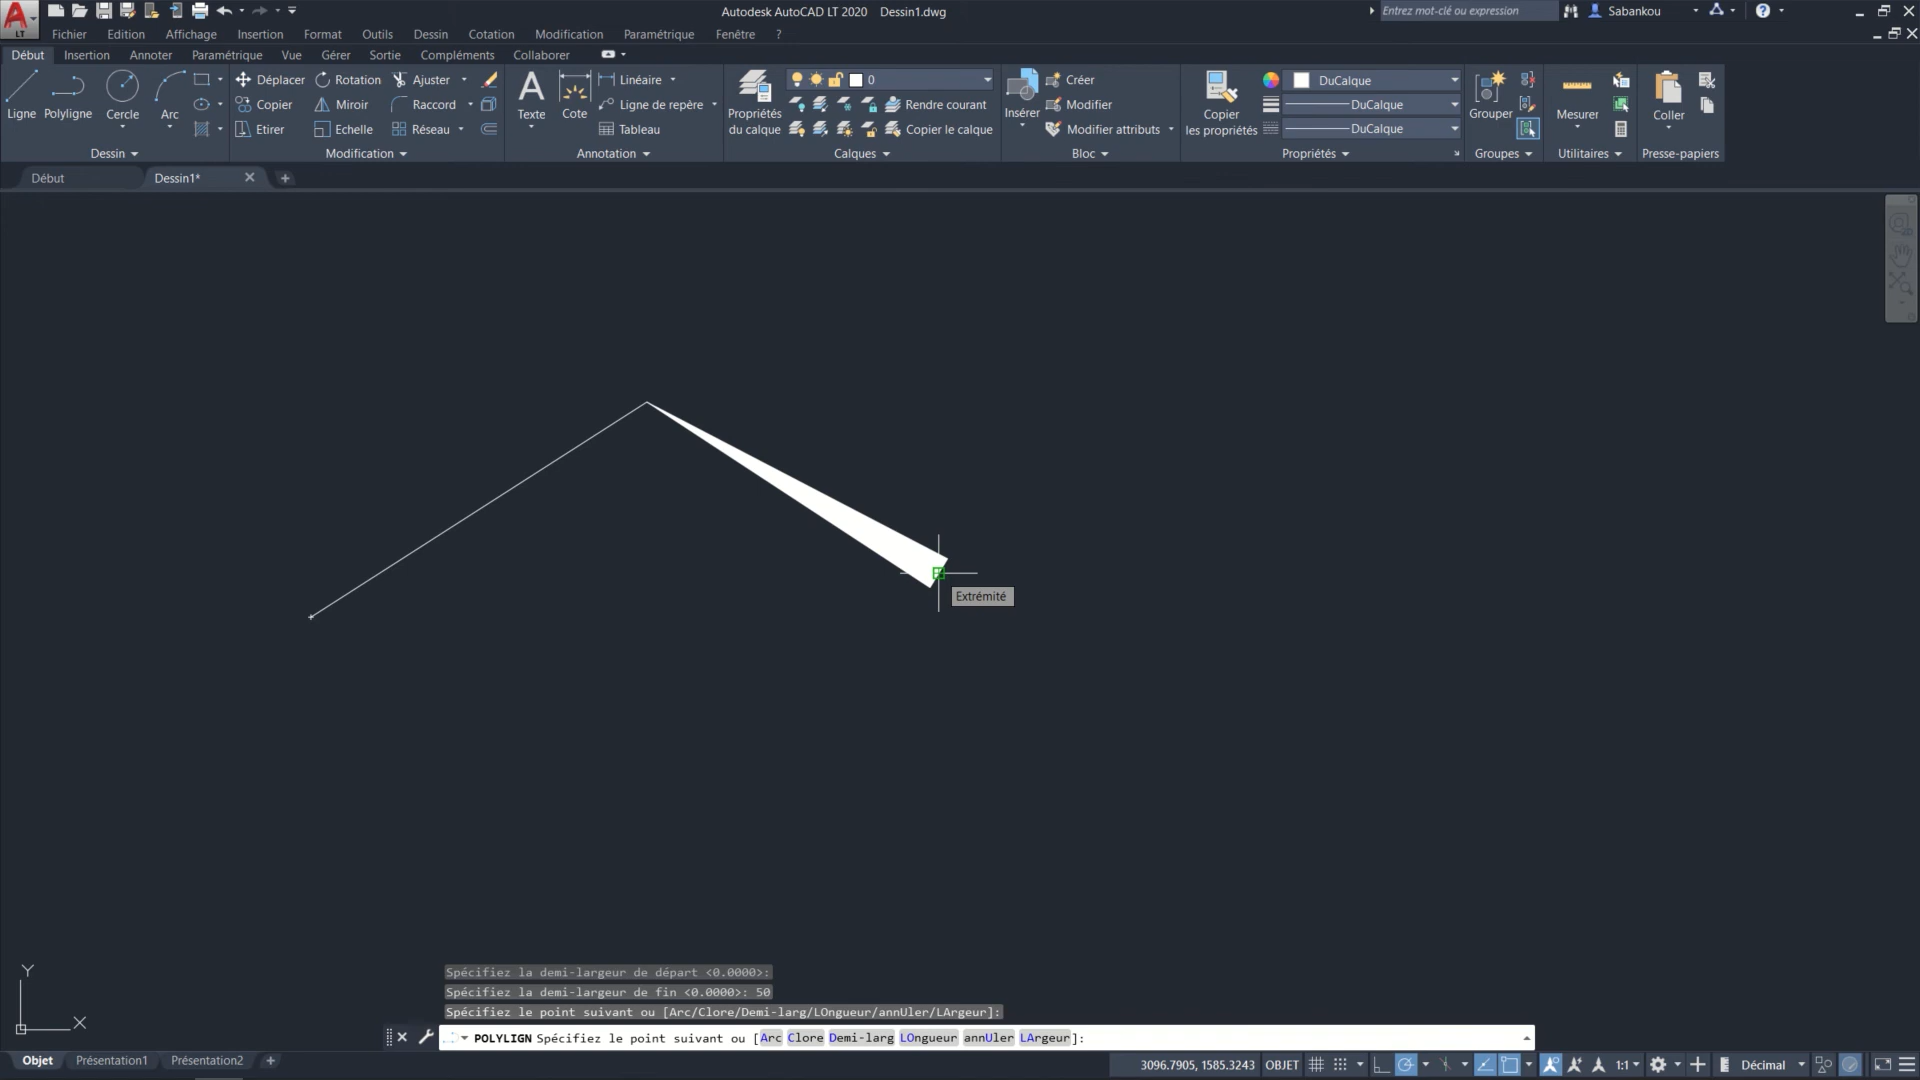 Autodesk AutoCAD LT 2020 Dessin1.dwg
Entrez mot-clé ou expression
Sabankou
LT
Fichier Edition Affichage Insertion Format Outils Dessin Cotation Modification Paramétrique Fenêtre ?
Début Insertion Annoter Paramétrique Vue Gérer Sortie Compléments Collaborer
Ligne Polyligne Cercle Arc
Déplacer Rotation Ajuster
Copier Miroir Raccord
Etirer Echelle Réseau
Texte Cote
Linéaire
Ligne de repère
Tableau
Propriétés du calque
0
Rendre courant
Copier le calque
Insérer
Créer
Modifier
Modifier attributs
Copier les propriétés
DuCalque
DuCalque
DuCalque
Grouper
Mesurer
Coller
Dessin Modification Annotation Calques Bloc Propriétés Groupes Utilitaires Presse-papiers
Début Dessin1*
Extrémité
Y
X
Spécifiez la demi-largeur de départ <0.0000>:
Spécifiez la demi-largeur de fin <0.0000>: 50
Spécifiez le point suivant ou [Arc/Clore/Demi-larg/LOngueur/annUler/LArgeur]:
POLYLIGN Spécifiez le point suivant ou [Arc Clore Demi-larg LOngueur annUler LArgeur]:
Objet Présentation1 Présentation2
3096.7905, 1585.3243 OBJET 1:1 Décimal